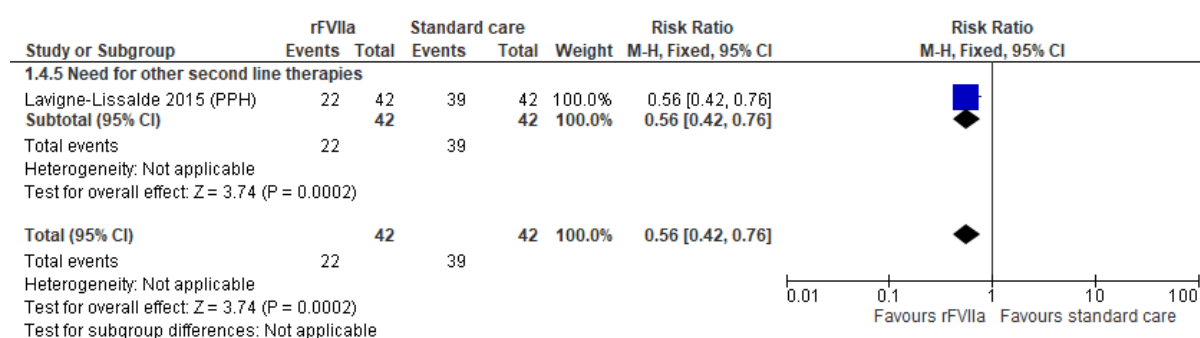 rFVIIa Standard care Risk Ratio Risk Ratio
Study or Subgroup Events Total Events Total Weight M-H, Fixed, 95% CI M-H, Fixed, 95% CI
1.4.5 Need for other second line therapies
Lavigne-Lissalde 2015 (PPH) 22 42 39 42 100.0% 0.56 [0.42, 0.76]
Subtotal (95% CI) 42 42 100.0% 0.56 [0.42, 0.76]
Total events 22 39
Heterogeneity: Not applicable
Test for overall effect: Z = 3.74 (P = 0.0002)
Total (95% CI) 42 42 100.0% 0.56 [0.42, 0.76]
Total events 22 39
Heterogeneity: Not applicable
Test for overall effect: Z = 3.74 (P = 0.0002)
Test for subgroup differences: Not applicable
0.01 0.1 1 10 100
Favours rFVIIa Favours standard care